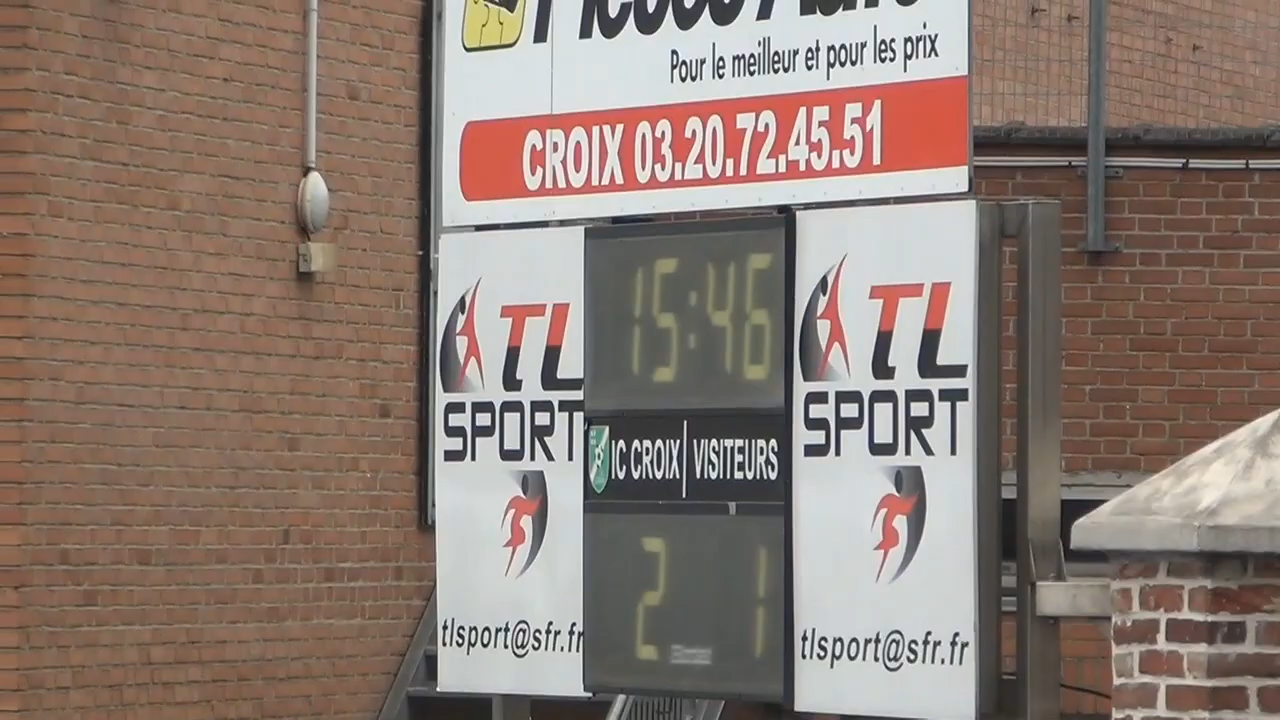 Pour le meilleur et pour les prix
CROIX 03.20.72.45.51
TL
SPORT
tlsport@sfr.fr
15:46
IC CROIX | VISITEURS
2 1
TL
SPORT
tlsport@sfr.fr